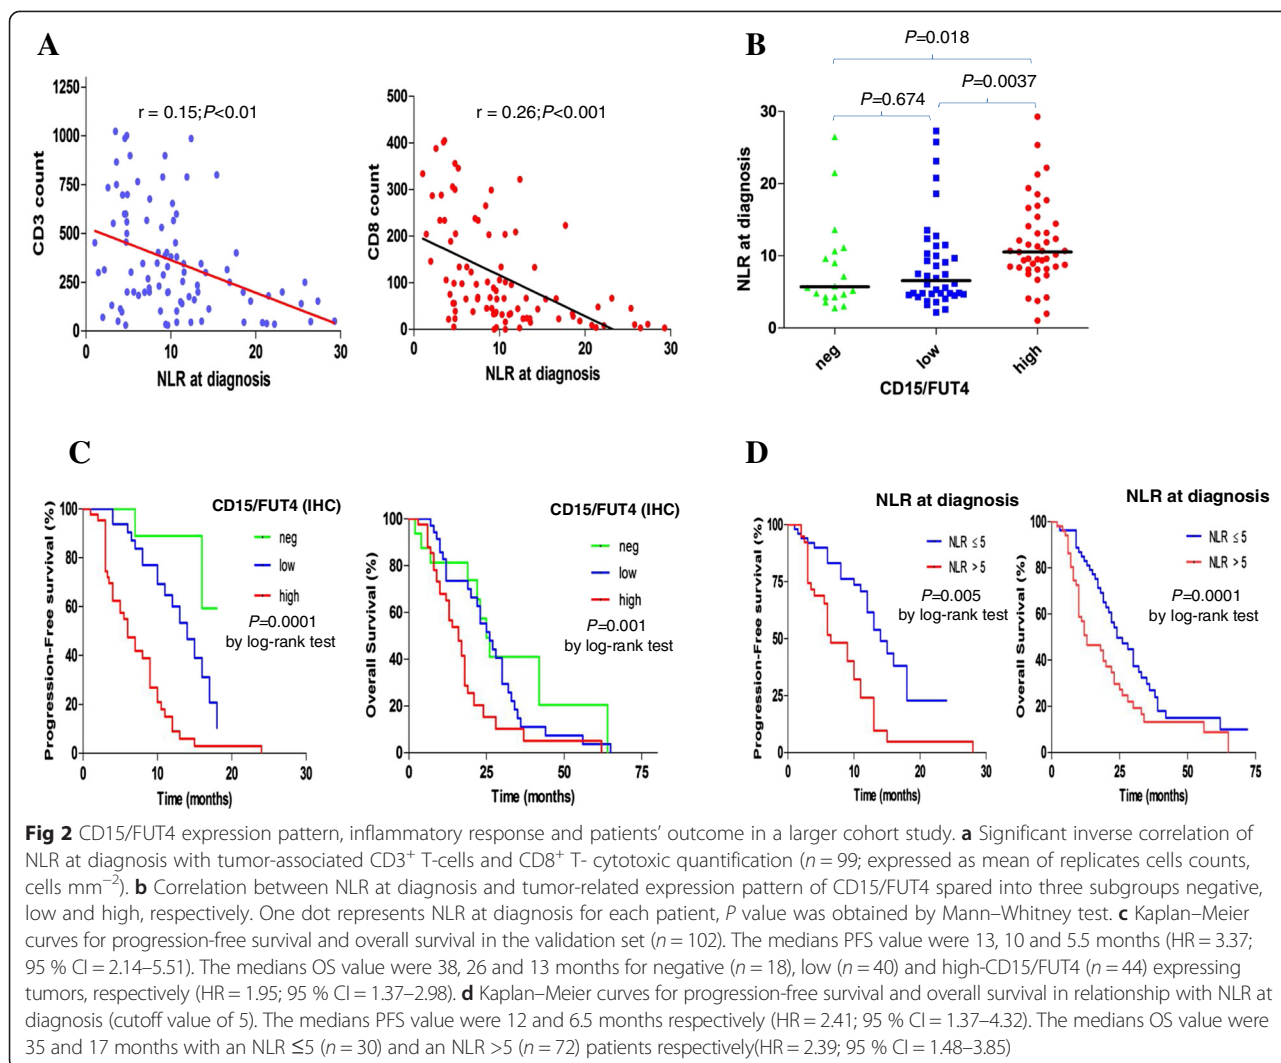 A
B
r = 0.15;P<0.01
CD3 count
1250
1000
750
500
250
0
0 10 20 30
NLR at diagnosis
r = 0.26;P<0.001
CD8 count
500
400
300
200
100
0
0 10 20 30
NLR at diagnosis
P=0.018
P=0.0037
P=0.674
NLR at diagnosis
30
20
10
0
neg low high
CD15/FUT4
C
D
CD15/FUT4 (IHC)
neg
low
high
P=0.0001
by log-rank test
Progression-Free survival (%)
100
80
60
40
20
0
0 10 20 30
Time (months)
CD15/FUT4 (IHC)
neg
low
high
P=0.001
by log-rank test
Overall Survival (%)
100
80
60
40
20
0
0 25 50 75
Time (months)
NLR at diagnosis
NLR ≤ 5
NLR > 5
P=0.005
by log-rank test
Progression-Free survival (%)
100
75
50
25
0
0 10 20 30
Time (months)
NLR at diagnosis
NLR ≤ 5
NLR > 5
P=0.0001
by log-rank test
Overall Survival (%)
100
80
60
40
20
0
0 25 50 75
Time (months)
Fig 2 CD15/FUT4 expression pattern, inflammatory response and patients’ outcome in a larger cohort study. a Significant inverse correlation of
NLR at diagnosis with tumor-associated CD3⁺ T-cells and CD8⁺ T- cytotoxic quantification (n = 99; expressed as mean of replicates cells counts,
cells mm⁻²). b Correlation between NLR at diagnosis and tumor-related expression pattern of CD15/FUT4 spared into three subgroups negative,
low and high, respectively. One dot represents NLR at diagnosis for each patient, P value was obtained by Mann–Whitney test. c Kaplan–Meier
curves for progression-free survival and overall survival in the validation set (n = 102). The medians PFS value were 13, 10 and 5.5 months (HR = 3.37;
95 % CI = 2.14–5.51). The medians OS value were 38, 26 and 13 months for negative (n = 18), low (n = 40) and high-CD15/FUT4 (n = 44) expressing
tumors, respectively (HR = 1.95; 95 % CI = 1.37–2.98). d Kaplan–Meier curves for progression-free survival and overall survival in relationship with NLR at
diagnosis (cutoff value of 5). The medians PFS value were 12 and 6.5 months respectively (HR = 2.41; 95 % CI = 1.37–4.32). The medians OS value were
35 and 17 months with an NLR ≤5 (n = 30) and an NLR >5 (n = 72) patients respectively(HR = 2.39; 95 % CI = 1.48–3.85)